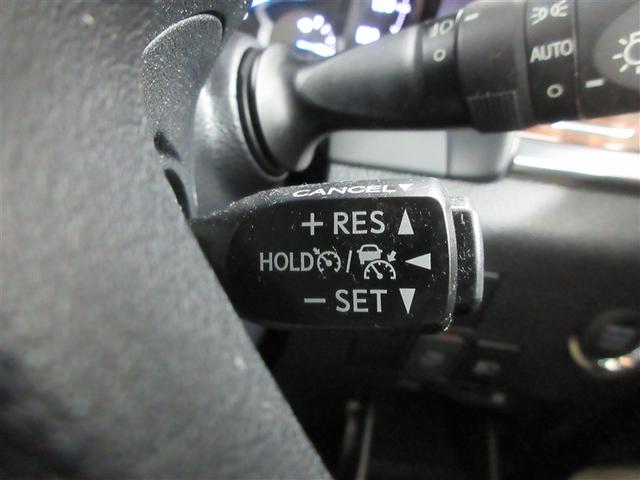 AUTO
CANCEL
+ RES
HOLD /
− SET